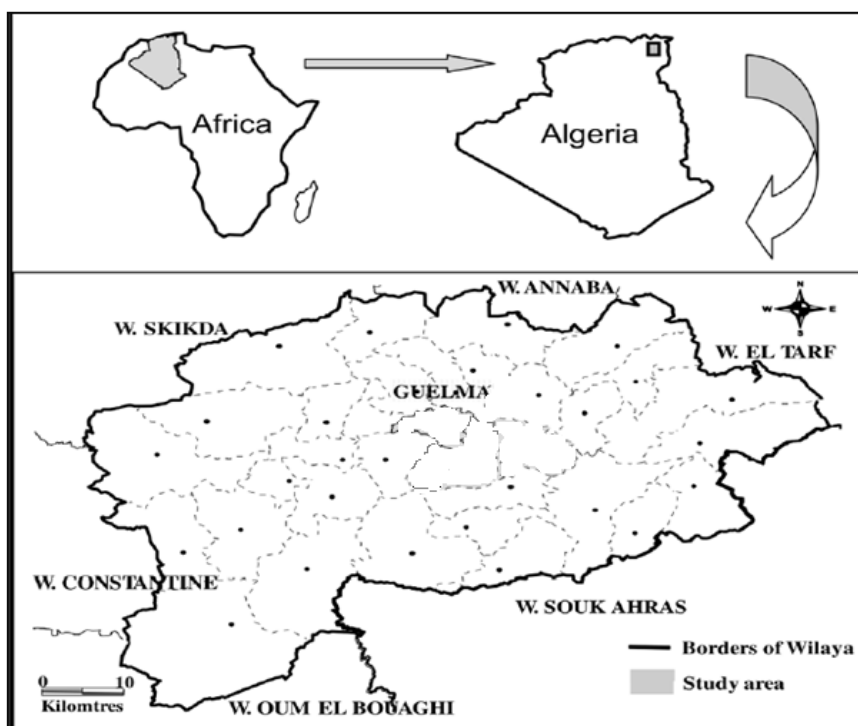 Africa
Algeria
W. ANNABA
N
W E
S
W. SKIKDA
W. EL TARF
GUELMA
W. CONSTANTINE
W. SOUK AHRAS
Borders of Wilaya
0 10
Kilomtres
Study area
W. OUM EL BOUAGHI